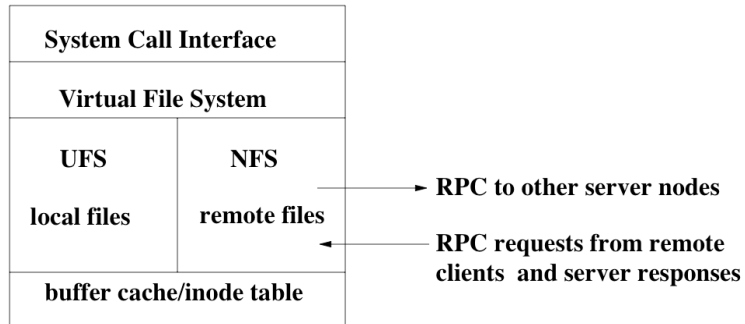 System Call Interface
Virtual File System
UFS
local files
NFS
remote files
RPC to other server nodes
RPC requests from remote
clients and server responses
buffer cache/inode table